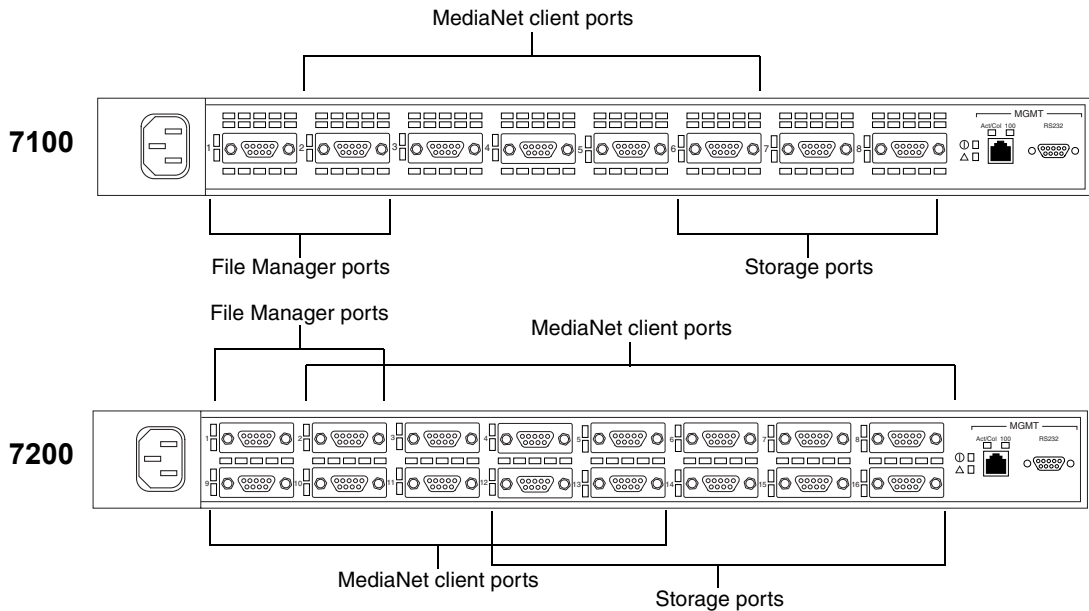 MediaNet client ports
7100
MGMT
Act/Col 100 RS232
1 2 3 4 5 6 7 8
File Manager ports
Storage ports
File Manager ports
MediaNet client ports
7200
MGMT
Act/Col 100 RS232
1 2 3 4 5 6 7 8
9 10 11 12 13 14 15 16
MediaNet client ports
Storage ports